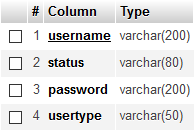 # Column Type
1 username varchar(200)
2 status varchar(80)
3 password varchar(200)
4 usertype varchar(50)